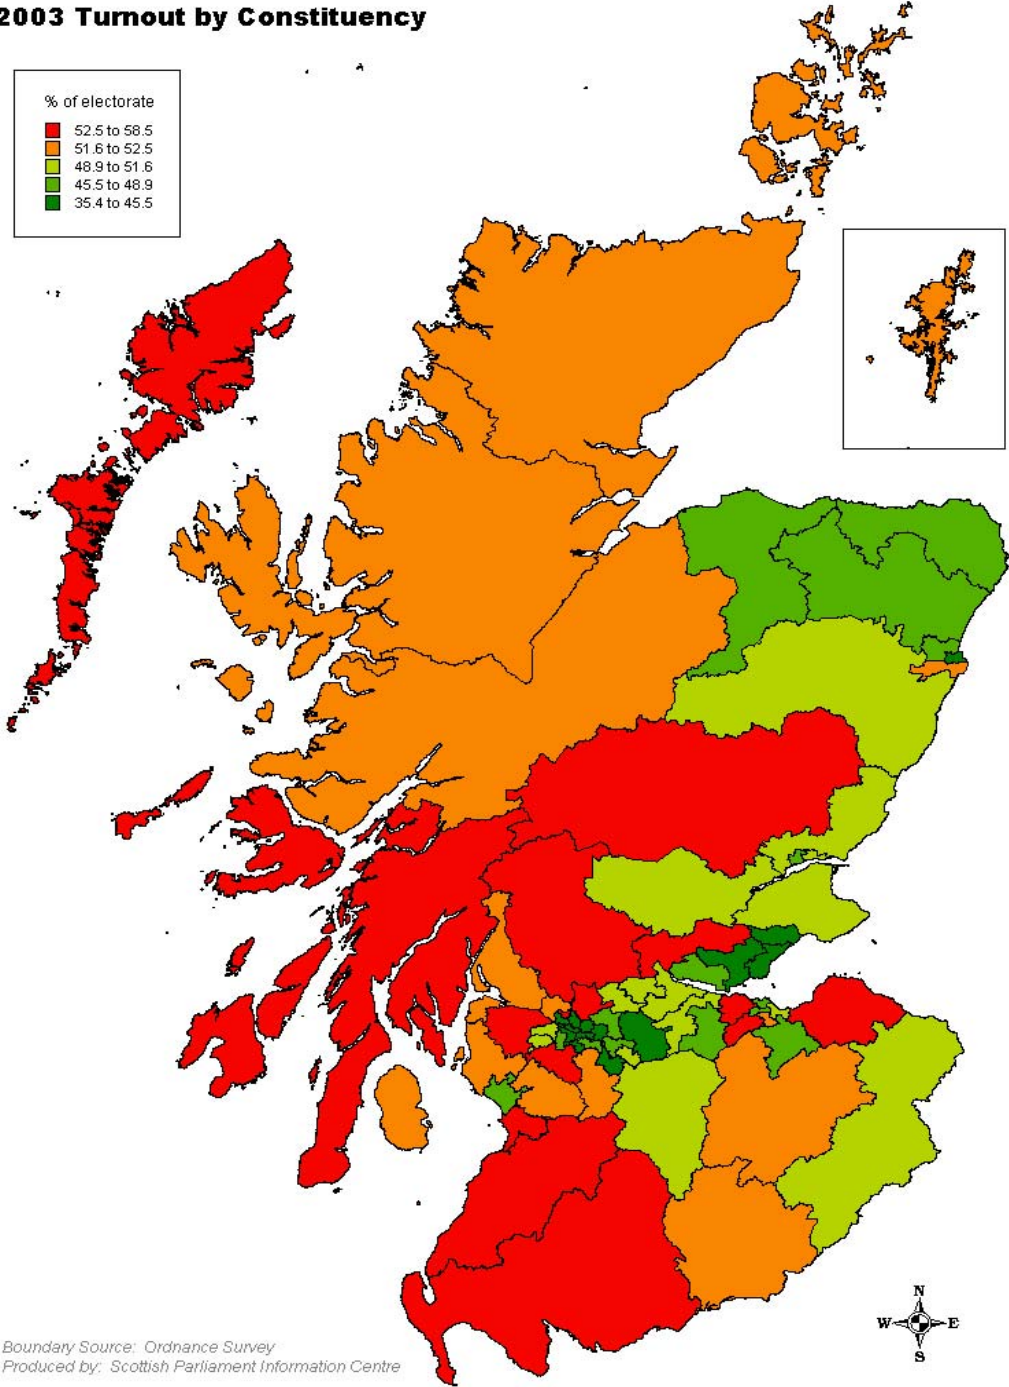 2003 Turnout by Constituency
% of electorate
52.5 to 58.5
51.6 to 52.5
48.9 to 51.6
45.5 to 48.9
35.4 to 45.5
N
W E
S
Boundary Source: Ordnance Survey
Produced by: Scottish Parliament Information Centre